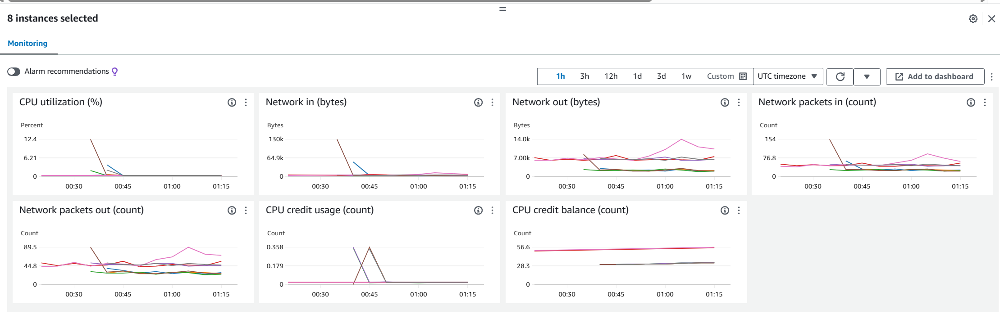 8 instances selected
Monitoring
Alarm recommendations
1h 3h 12h 1d 3d 1w Custom UTC timezone Add to dashboard
CPU utilization (%)
Percent
12.4
6.21
0
00:30 00:45 01:00 01:15
Network in (bytes)
Bytes
130k
64.9k
0
00:30 00:45 01:00 01:15
Network out (bytes)
Bytes
14.0k
7.00k
0
00:30 00:45 01:00 01:15
Network packets in (count)
Count
154
76.8
0
00:30 00:45 01:00 01:15
Network packets out (count)
Count
89.5
44.8
0
00:30 00:45 01:00 01:15
CPU credit usage (count)
Count
0.358
0.179
0
00:30 00:45 01:00 01:15
CPU credit balance (count)
Count
56.6
28.3
0
00:30 00:45 01:00 01:15